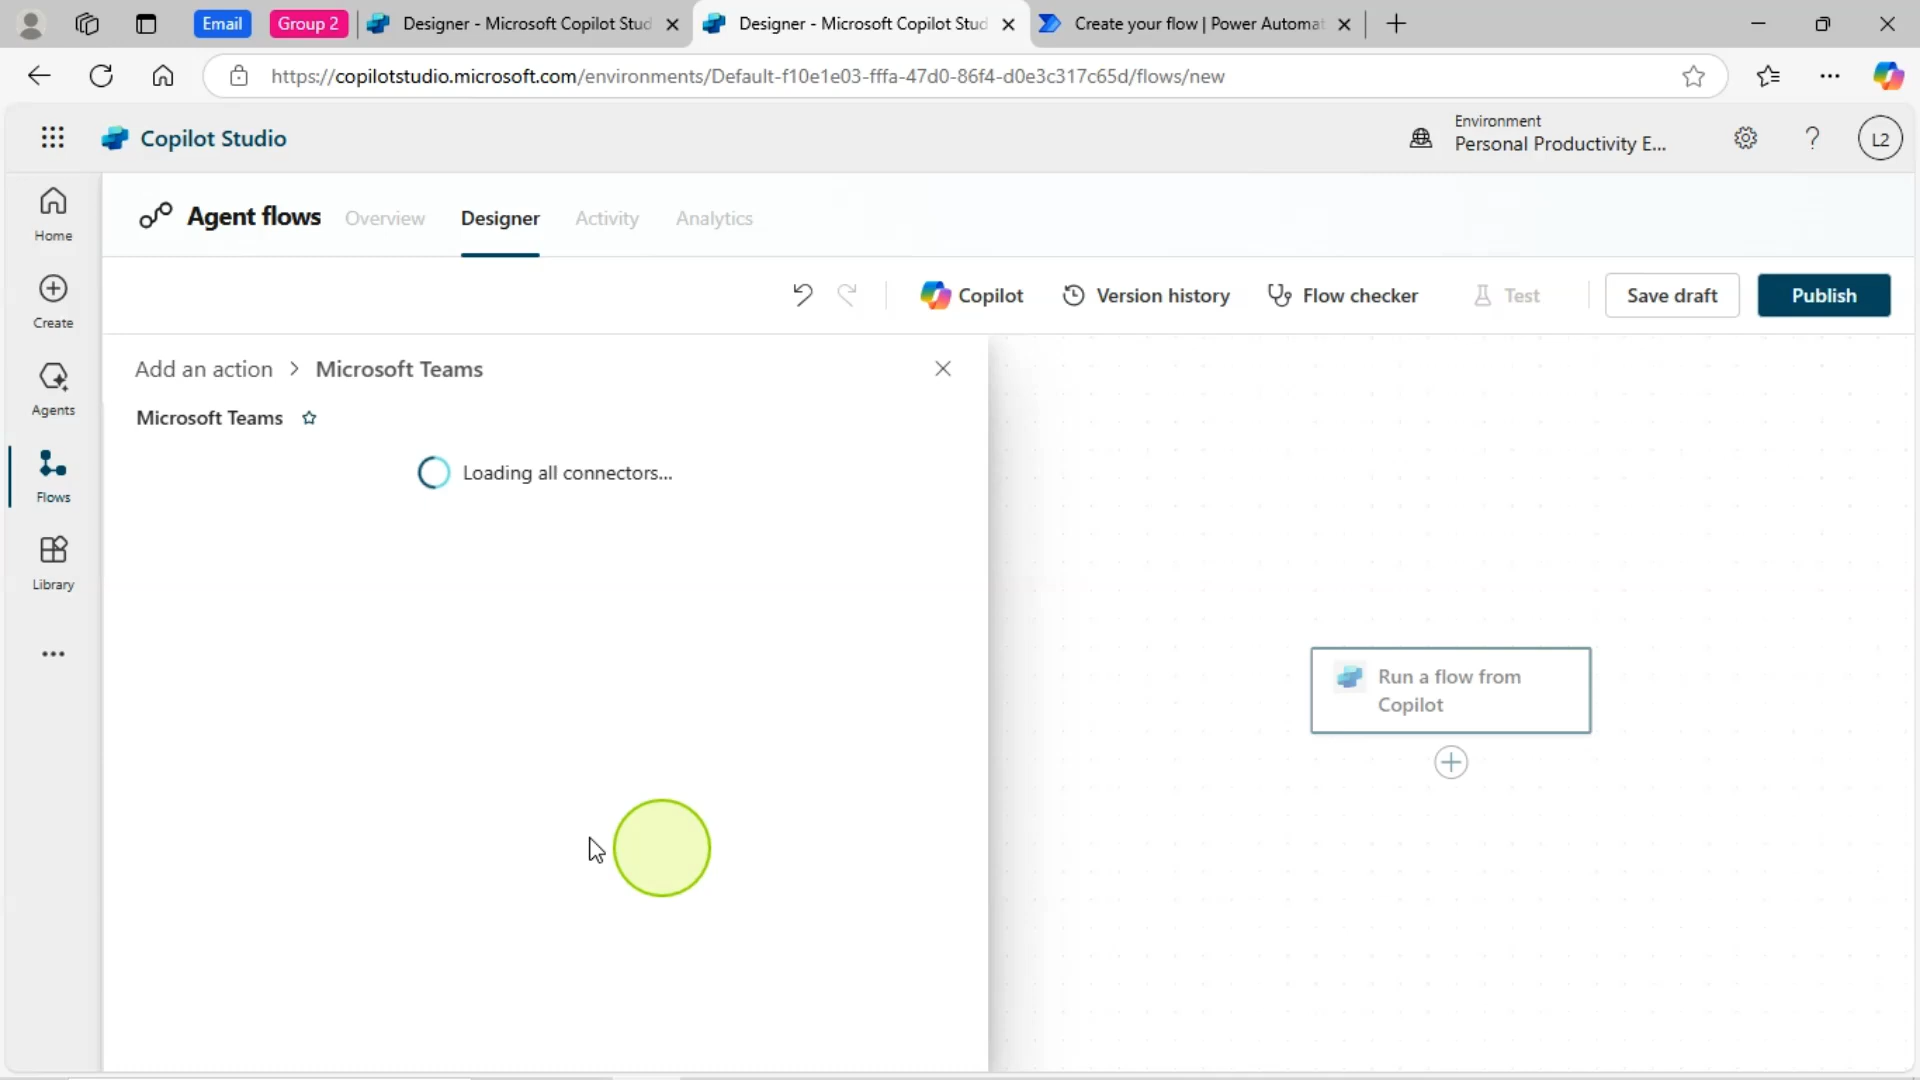 Email
Group 2
Designer - Microsoft Copilot Stud
Designer - Microsoft Copilot Stud
Create your flow | Power Automat
https://copilotstudio.microsoft.com/environments/Default-f10e1e03-fffa-47d0-86f4-d0e3c317c65d/flows/new
Copilot Studio
Environment
Personal Productivity E...
L2
Home
Create
Agents
Flows
Library
Agent flows
Overview
Designer
Activity
Analytics
Copilot
Version history
Flow checker
Test
Save draft
Publish
Add an action > Microsoft Teams
Microsoft Teams
Loading all connectors...
Run a flow from
Copilot